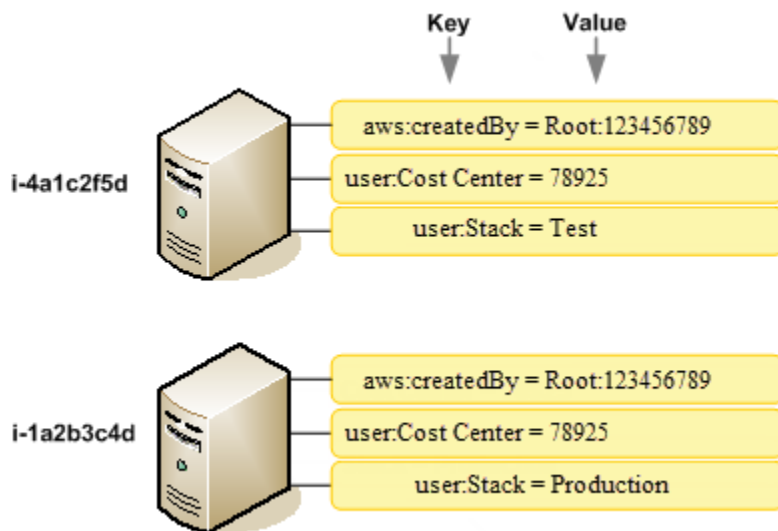 Key Value
aws:createdBy = Root:123456789
i-4a1c2f5d
user:Cost Center = 78925
user:Stack = Test
aws:createdBy = Root:123456789
i-1a2b3c4d
user:Cost Center = 78925
user:Stack = Production